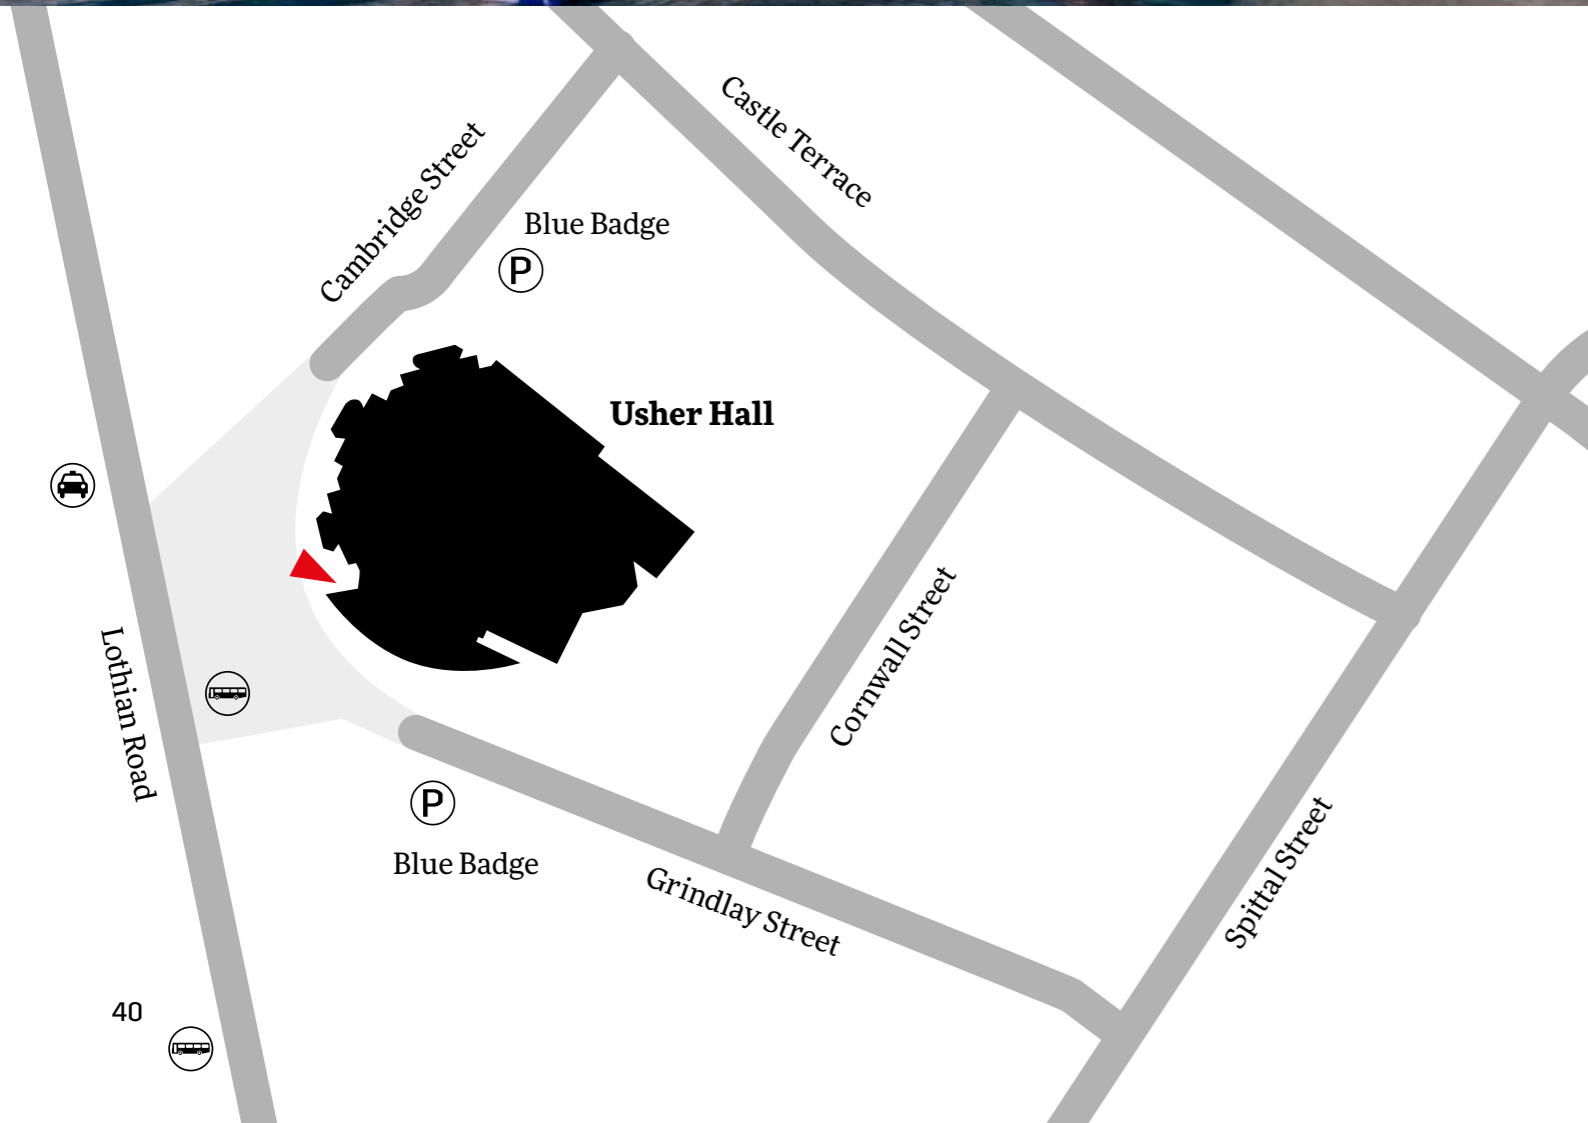 Castle Terrace
Cambridge Street
Blue Badge
P
Usher Hall
Cornwall Street
Lothian Road
P
Blue Badge
Grindlay Street
Spittal Street
40